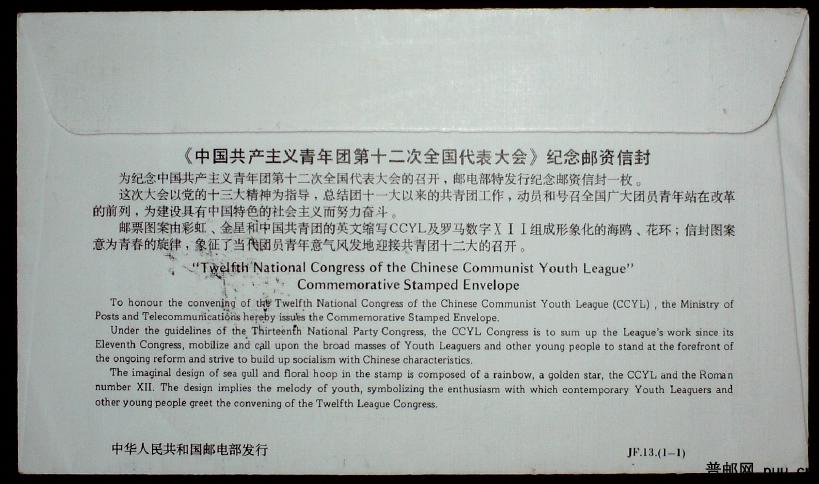 《中国共产主义青年团第十二次全国代表大会》纪念邮资信封
为纪念中国共产主义青年团第十二次全国代表大会的召开，邮电部特发行纪念邮资信封一枚。
这次大会以党的十三大精神为指导，总结团十一大以来的共青团工作，动员和号召全国广大团员青年站在改革
的前列，为建设具有中国特色的社会主义而努力奋斗。
邮票图案由彩虹、金星和中国共青团的英文缩写CCYL及罗马数字XII组成形象化的海鸥、花环；信封图案
意为青春的旋律，象征了当代团员青年意气风发地迎接共青团十二大的召开。
"Twelfth National Congress of the Chinese Communist Youth League"
Commemorative Stamped Envelope
To honour the convening of the Twelfth National Congress of the Chinese Communist Youth League (CCYL) , the Ministry of
Posts and Telecommunications hereby issues the Commemorative Stamped Envelope.
Under the guidelines of the Thirteenth National Party Congress, the CCYL Congress is to sum up the League's work since its
Eleventh Congress, mobilize and call upon the broad masses of Youth Leaguers and other young people to stand at the forefront of
the ongoing reform and strive to build up socialism with Chinese characteristics.
The imaginal design of sea gull and floral hoop in the stamp is composed of a rainbow, a golden star, the CCYL and the Roman
number XII. The design implies the melody of youth, symbolizing the enthusiasm with which contemporary Youth Leaguers and
other young people greet the convening of the Twelfth League Congress.
中华人民共和国邮电部发行
JF.13.(1-1)
普邮网